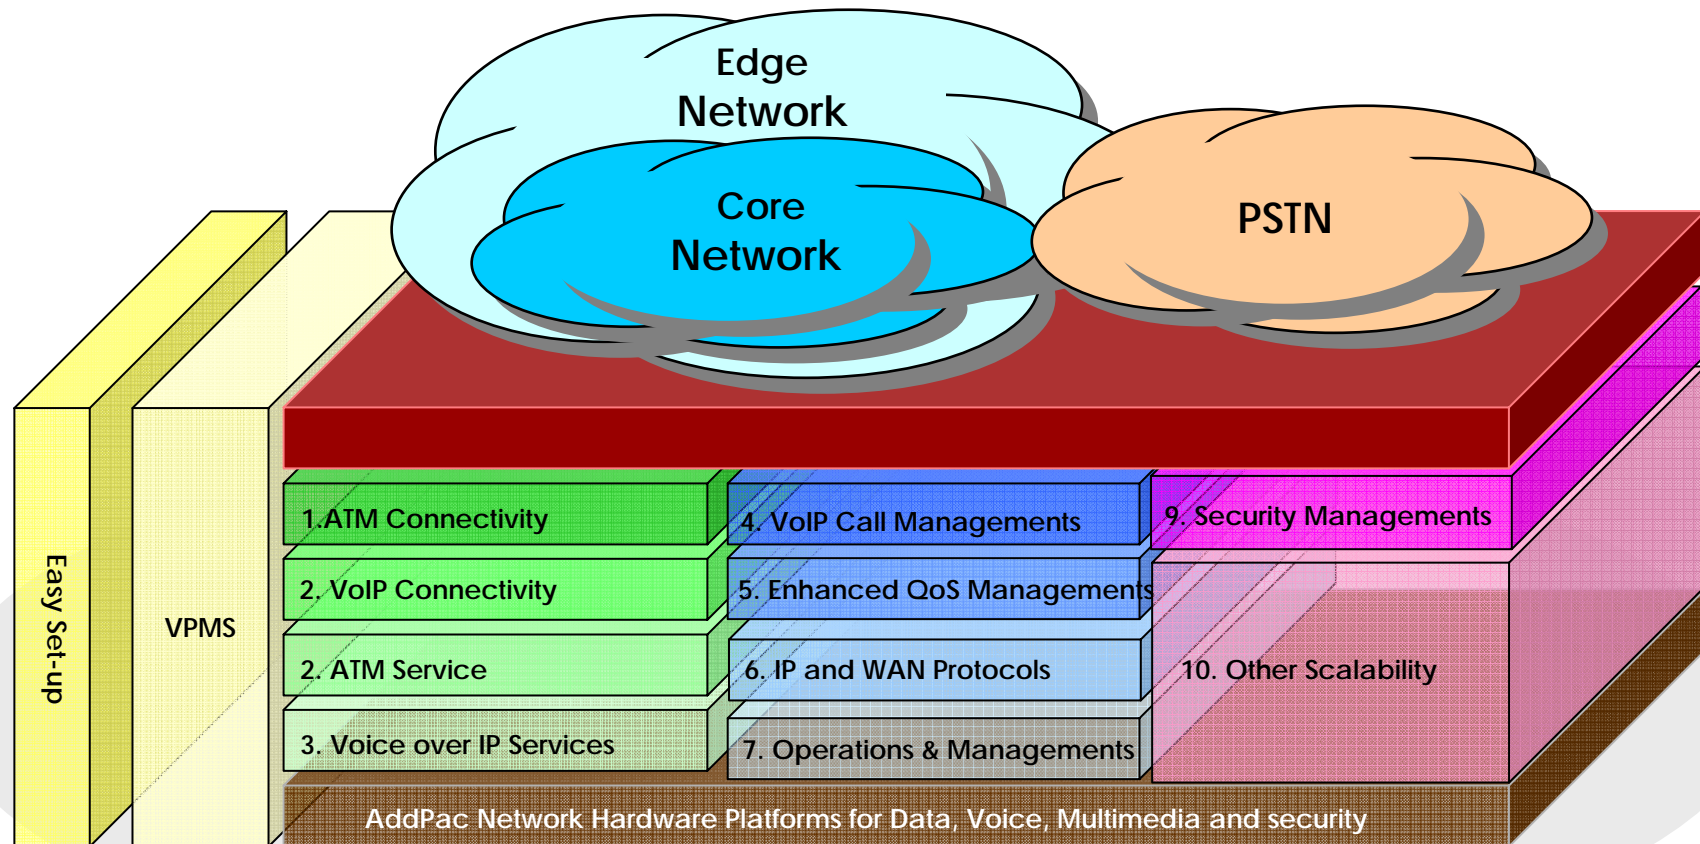 Edge
Network
Core
Network
PSTN
Easy Set-up
VPMS
1.ATM Connectivity
2. VoIP Connectivity
2. ATM Service
3. Voice over IP Services
4. VoIP Call Managements
5. Enhanced QoS Managements
6. IP and WAN Protocols
7. Operations & Managements
9. Security Managements
10. Other Scalability
AddPac Network Hardware Platforms for Data, Voice, Multimedia and security